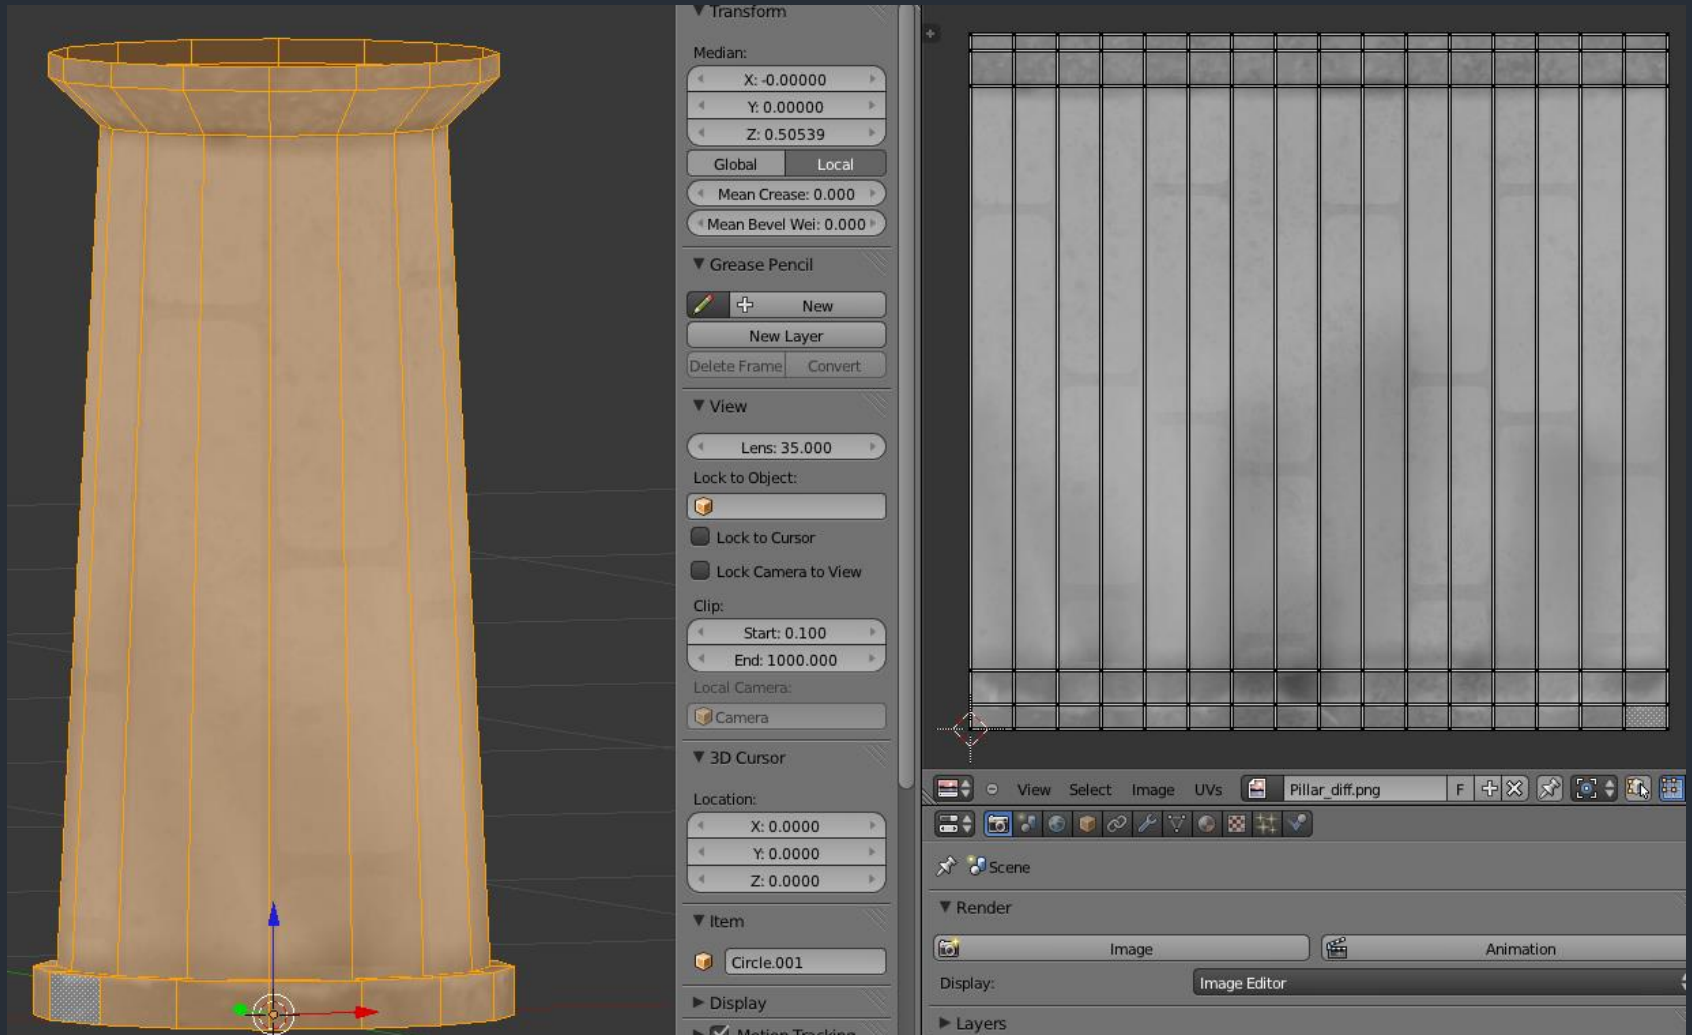 Transform
Median:
X: -0.00000
Y: 0.00000
Z: 0.50539
Global Local
Mean Crease: 0.000
Mean Bevel Wei: 0.000
Grease Pencil
New
New Layer
Delete Frame Convert
View
Lens: 35.000
Lock to Object:
Lock to Cursor
Lock Camera to View
Clip:
Start: 0.100
End: 1000.000
Local Camera:
Camera
3D Cursor
Location:
X: 0.0000
Y: 0.0000
Z: 0.0000
Item
Circle.001
Display
Motion Tracking
View Select Image UVs Pillar_diff.png F
Scene
Render
Image Animation
Display: Image Editor
Layers